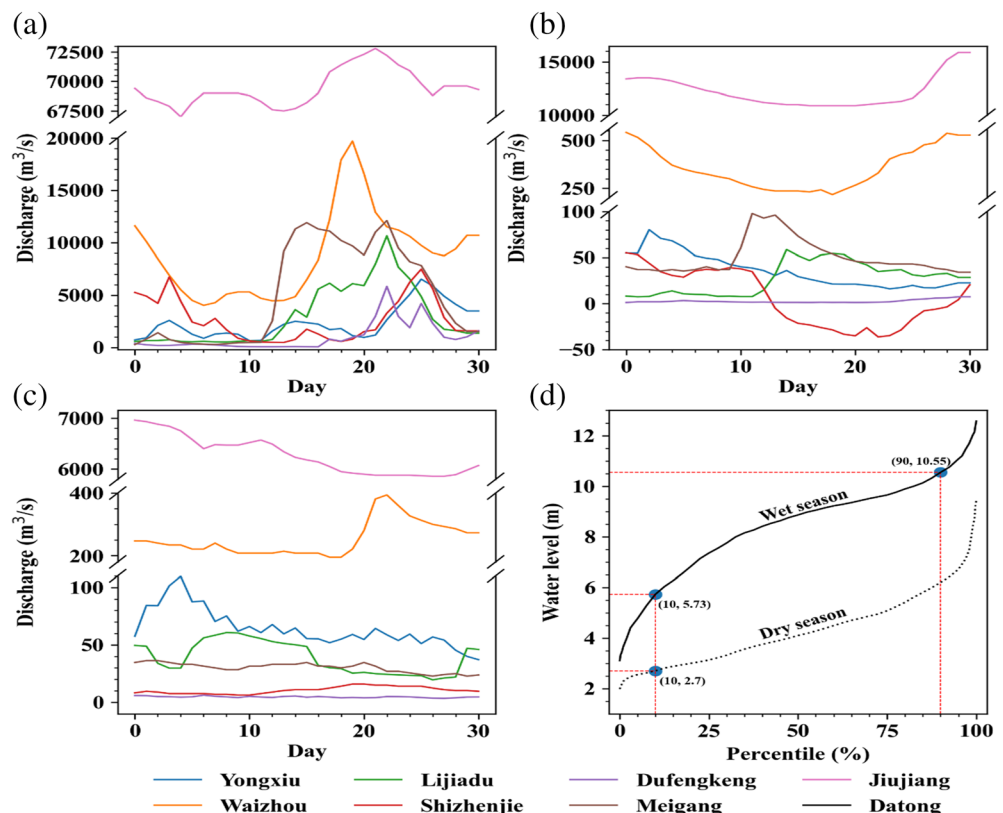 (a)
(b)
72500
70000
67500
20000
15000
10000
5000
0
Discharge (m³/s)
Discharge (m³/s)
0 10 20 30
Day
15000
10000
500
250
100
50
0
−50
Discharge (m³/s)
0 10 20 30
Day
(c)
(d)
7000
6000
400
200
100
50
0
Discharge (m³/s)
0 10 20 30
Day
12
10
8
6
4
2
Water level (m)
(90, 10.55)
Wet season
(10, 5.73)
Dry season
(10, 2.7)
0 25 50 75 100
Percentile (%)
Yongxiu Lijiadu Dufengkeng Jiujiang
Waizhou Shizhenjie Meigang Datong